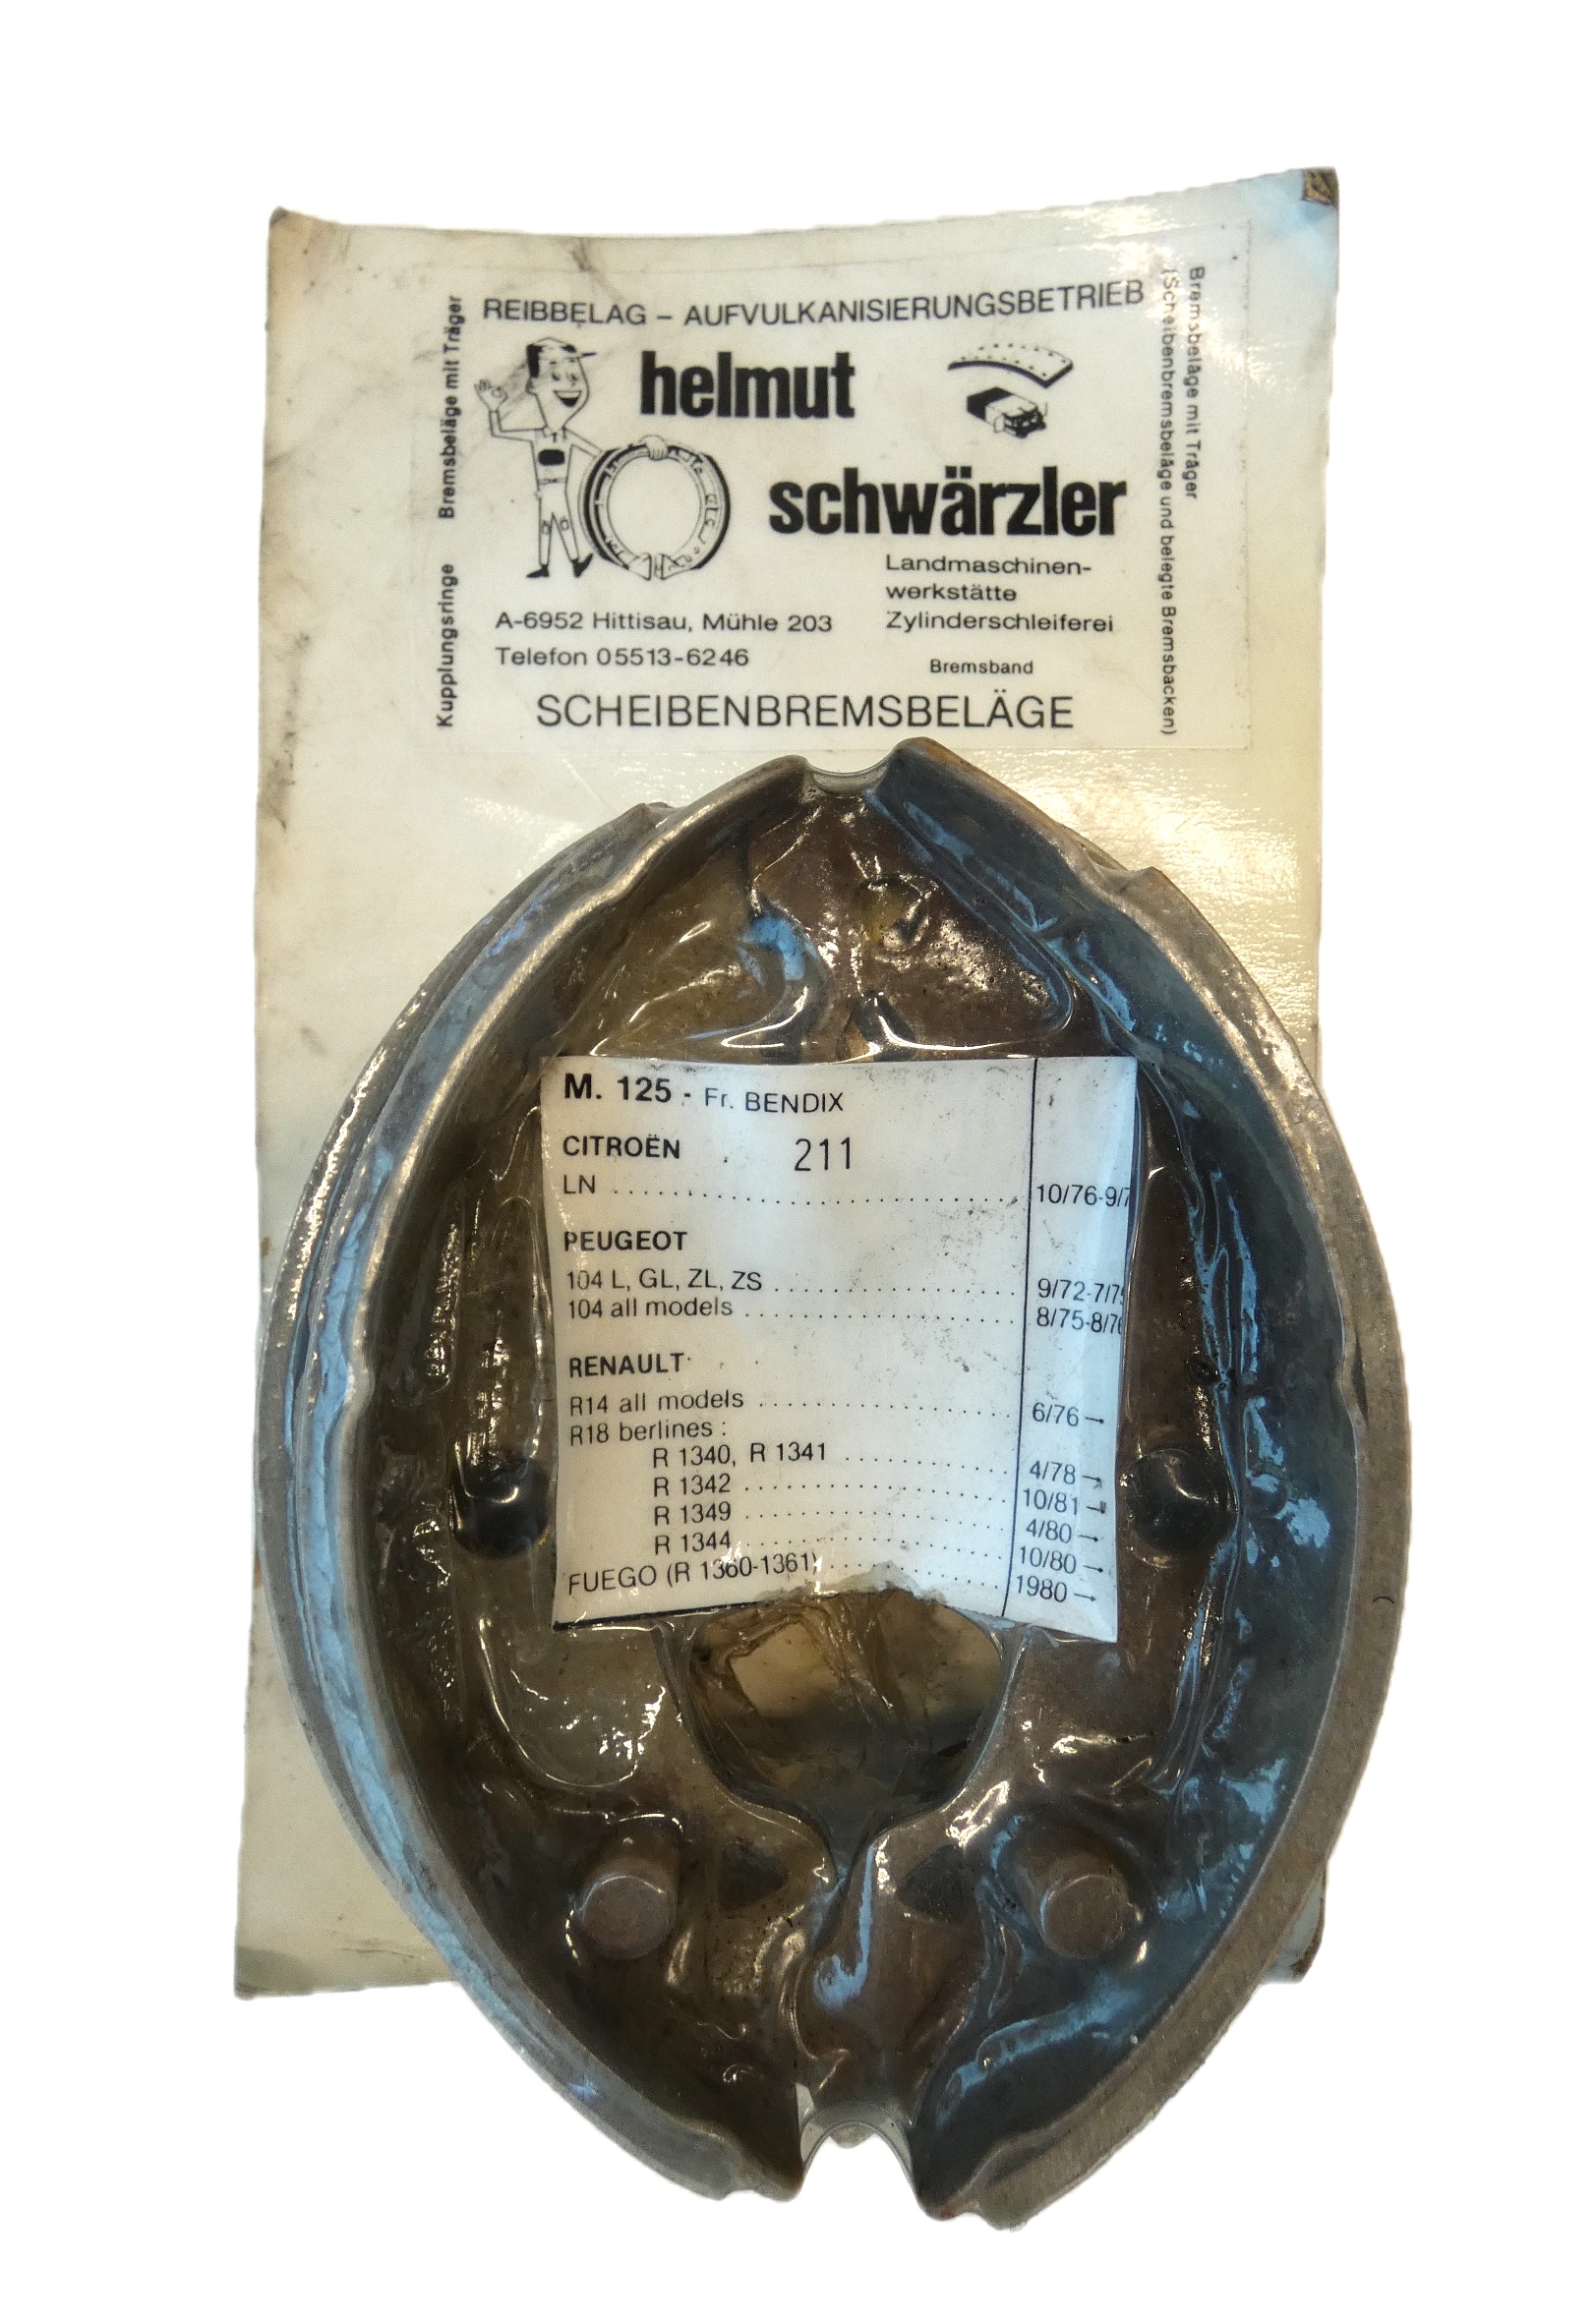 REIBBELAG – AUFVULKANISIERUNGSBETRIEB
helmut
schwärzler
Landmaschinen-
werkstätte
Zylinderschleiferei
A-6952 Hittisau, Mühle 203
Telefon 05513-6246
Bremsband
SCHEIBENBREMSBELÄGE
Kupplungsringe Bremsbeläge mit Träger
Bremsbeläge mit Träger
(Scheibenbremsbeläge und belegte Bremsbacken)
M. 125 - Fr. BENDIX
CITROËN 211
LN .............................. 10/76-9/7
PEUGEOT
104 L, GL, ZL, ZS .................. 9/72-7/75
104 all models .................... 8/75-8/76
RENAULT
R14 all models .................... 6/76→
R18 berlines :
R 1340, R 1341 ............ 4/78→
R 1342 .................... 10/81→
R 1349 .................... 4/80→
R 1344 .................... 10/80→
FUEGO (R 1360-1361) .............. 1980→